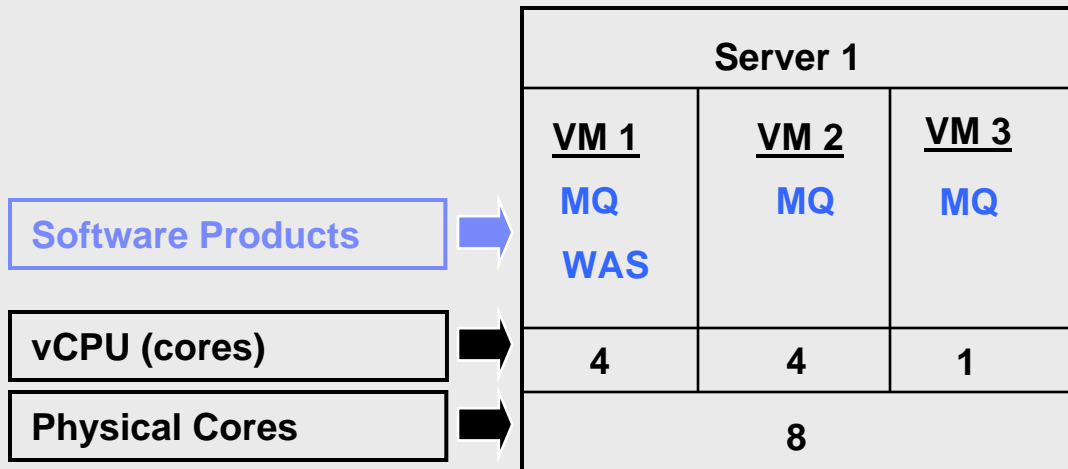 Server 1
VM 1 VM 2 VM 3
Software Products MQ MQ MQ
WAS
vCPU (cores) 4 4 1
Physical Cores 8